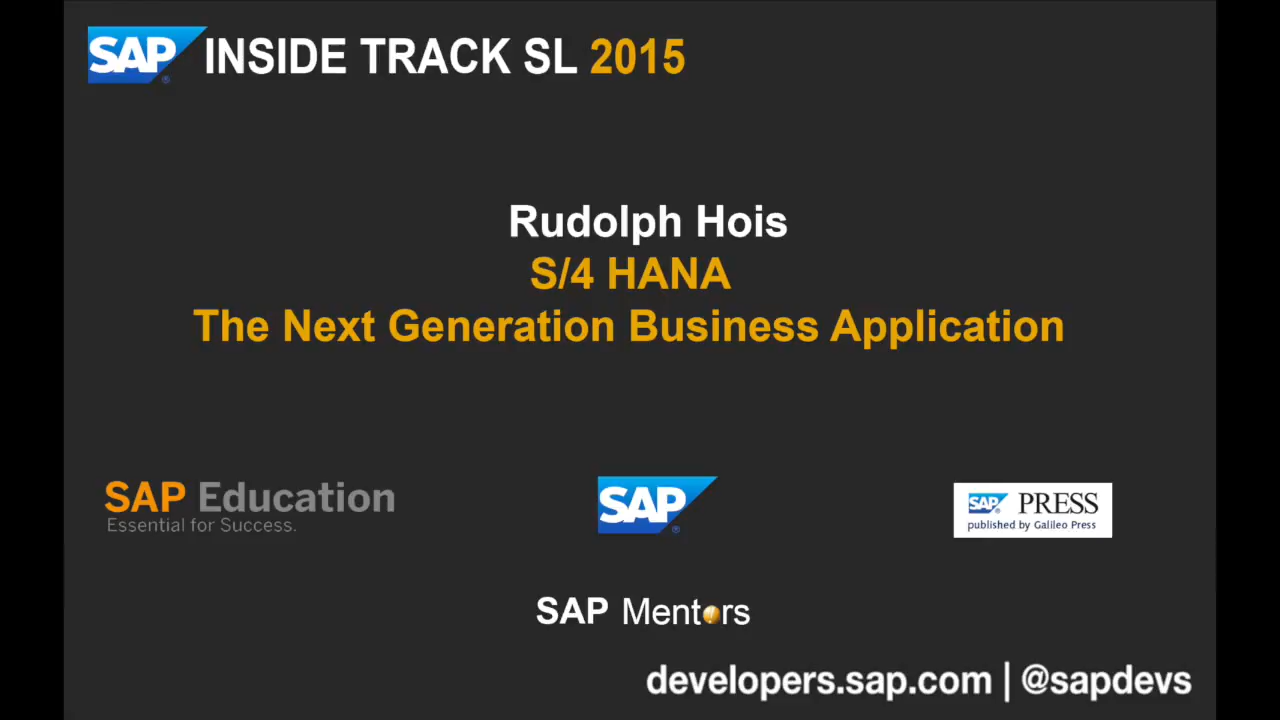 SAP INSIDE TRACK SL 2015
Rudolph Hois
S/4 HANA
The Next Generation Business Application
SAP Education
Essential for Success.
SAP ®
SAP PRESS
published by Galileo Press
SAP Mentors
developers.sap.com | @sapdevs